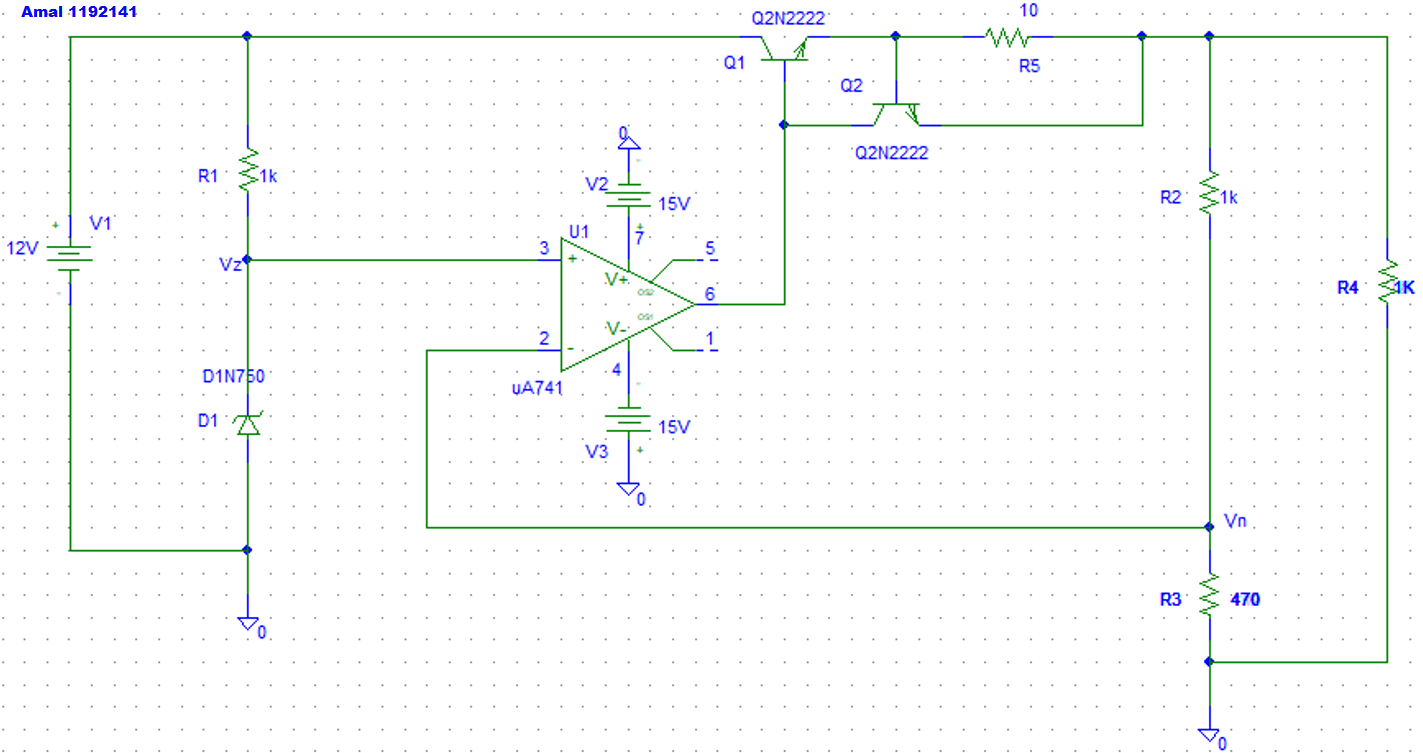 Amal 1192141
Q2N2222
10
Q1
R5
Q2
Q2N2222
0
R1
1k
V2
15V
R2
1k
+
V1
12V
-
U1
+
7
5
Vz
3
+
V+
OS2
6
R4
1K
OS1
V-
2
-
1
4
-
D1N750
uA741
D1
15V
V3
+
0
Vn
R3
470
0
0